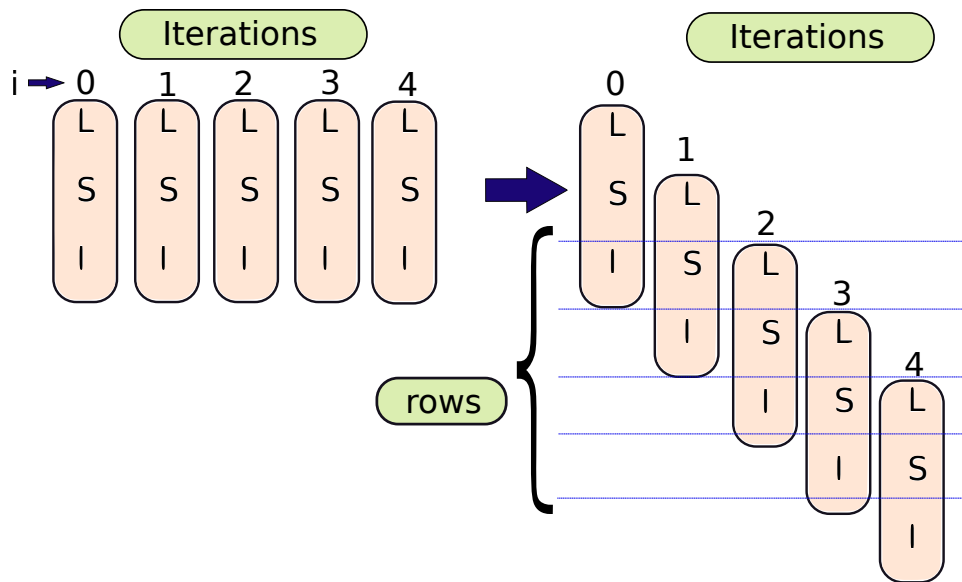 Iterations
i 0 1 2 3 4
L L L L L
S S S S S
I I I I I
Iterations
0
L
1
S L
2
I S L
3
I S L
4
I S L
rows
I S
I